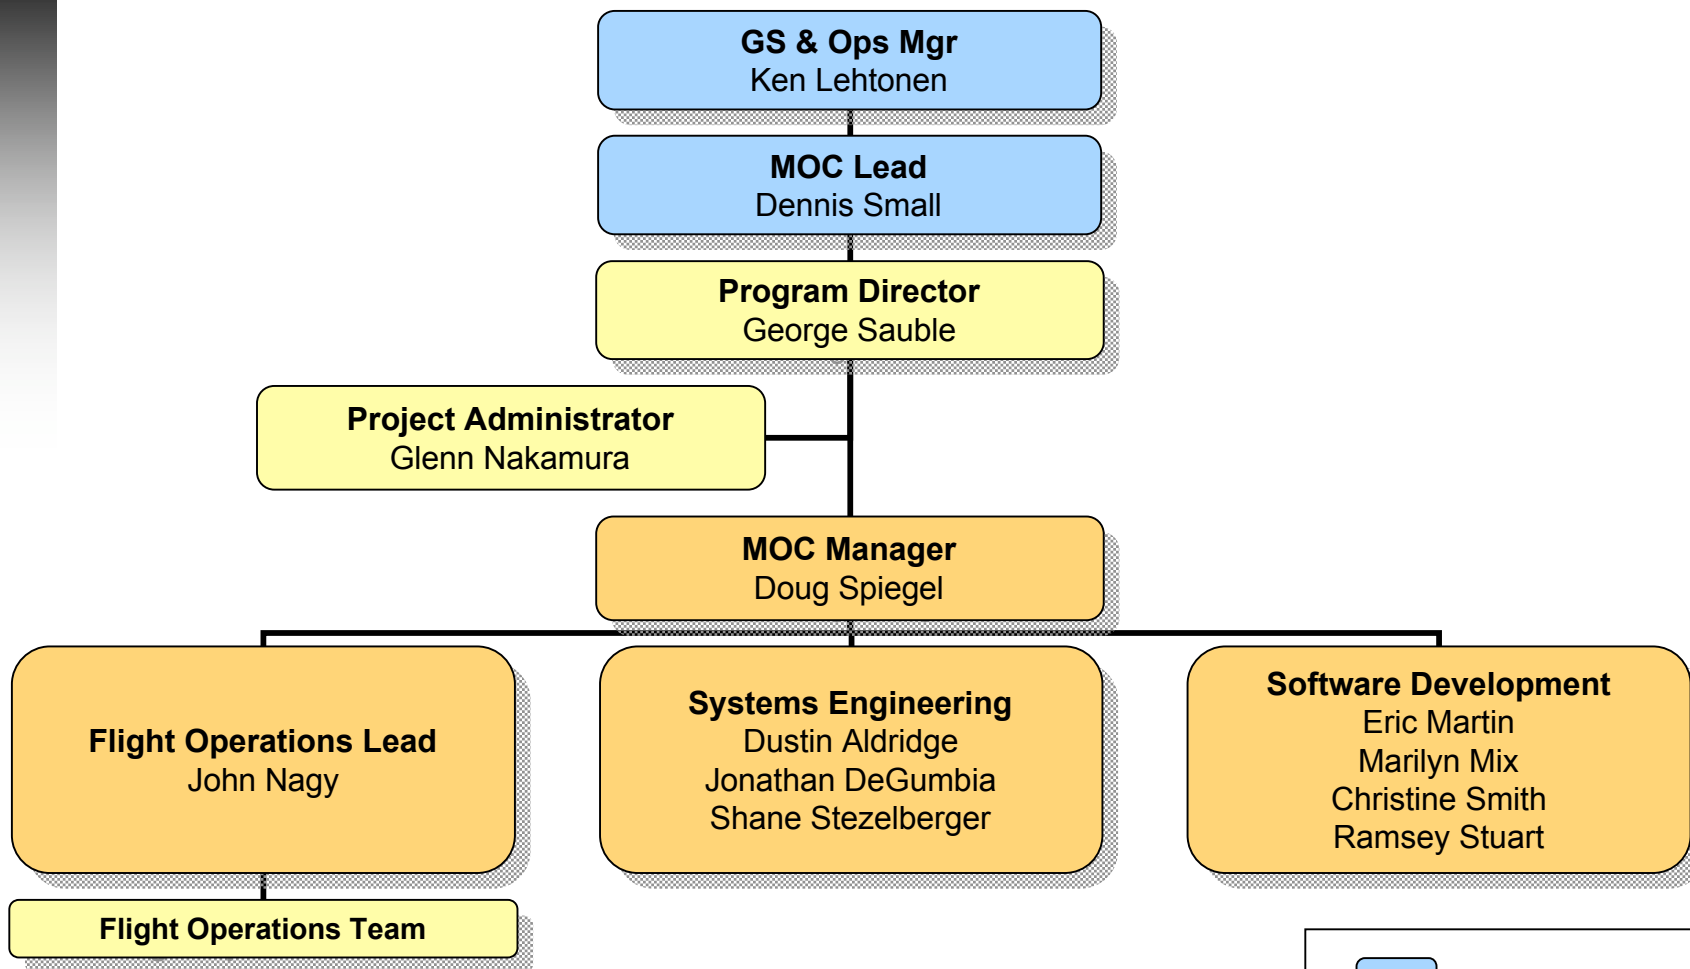 GS & Ops Mgr
Ken Lehtonen
MOC Lead
Dennis Small
Program Director
George Sauble
Project Administrator
Glenn Nakamura
MOC Manager
Doug Spiegel
Flight Operations Lead
John Nagy
Systems Engineering
Dustin Aldridge
Jonathan DeGumbia
Shane Stezelberger
Software Development
Eric Martin
Marilyn Mix
Christine Smith
Ramsey Stuart
Flight Operations Team